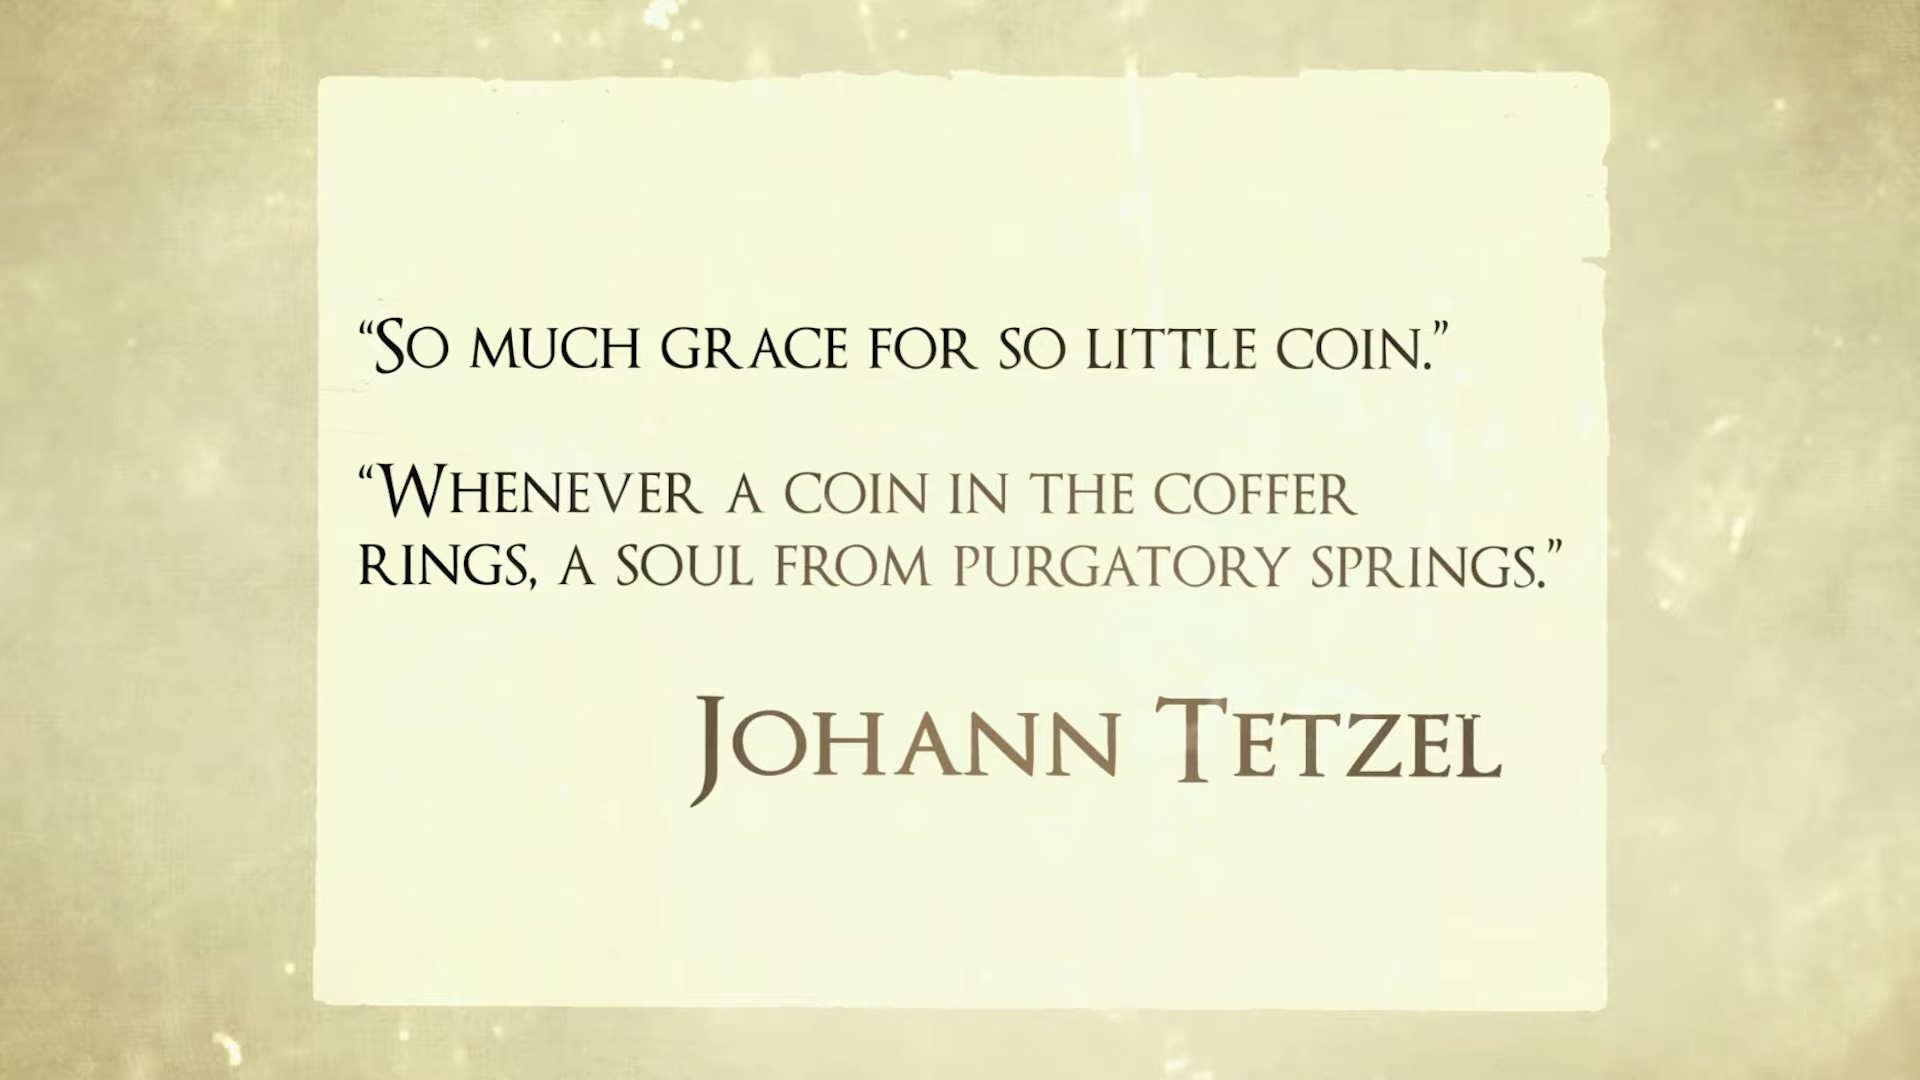 “So much grace for so little coin.”
“Whenever a coin in the coffer
rings, a soul from purgatory springs.”
Johann Tetzel